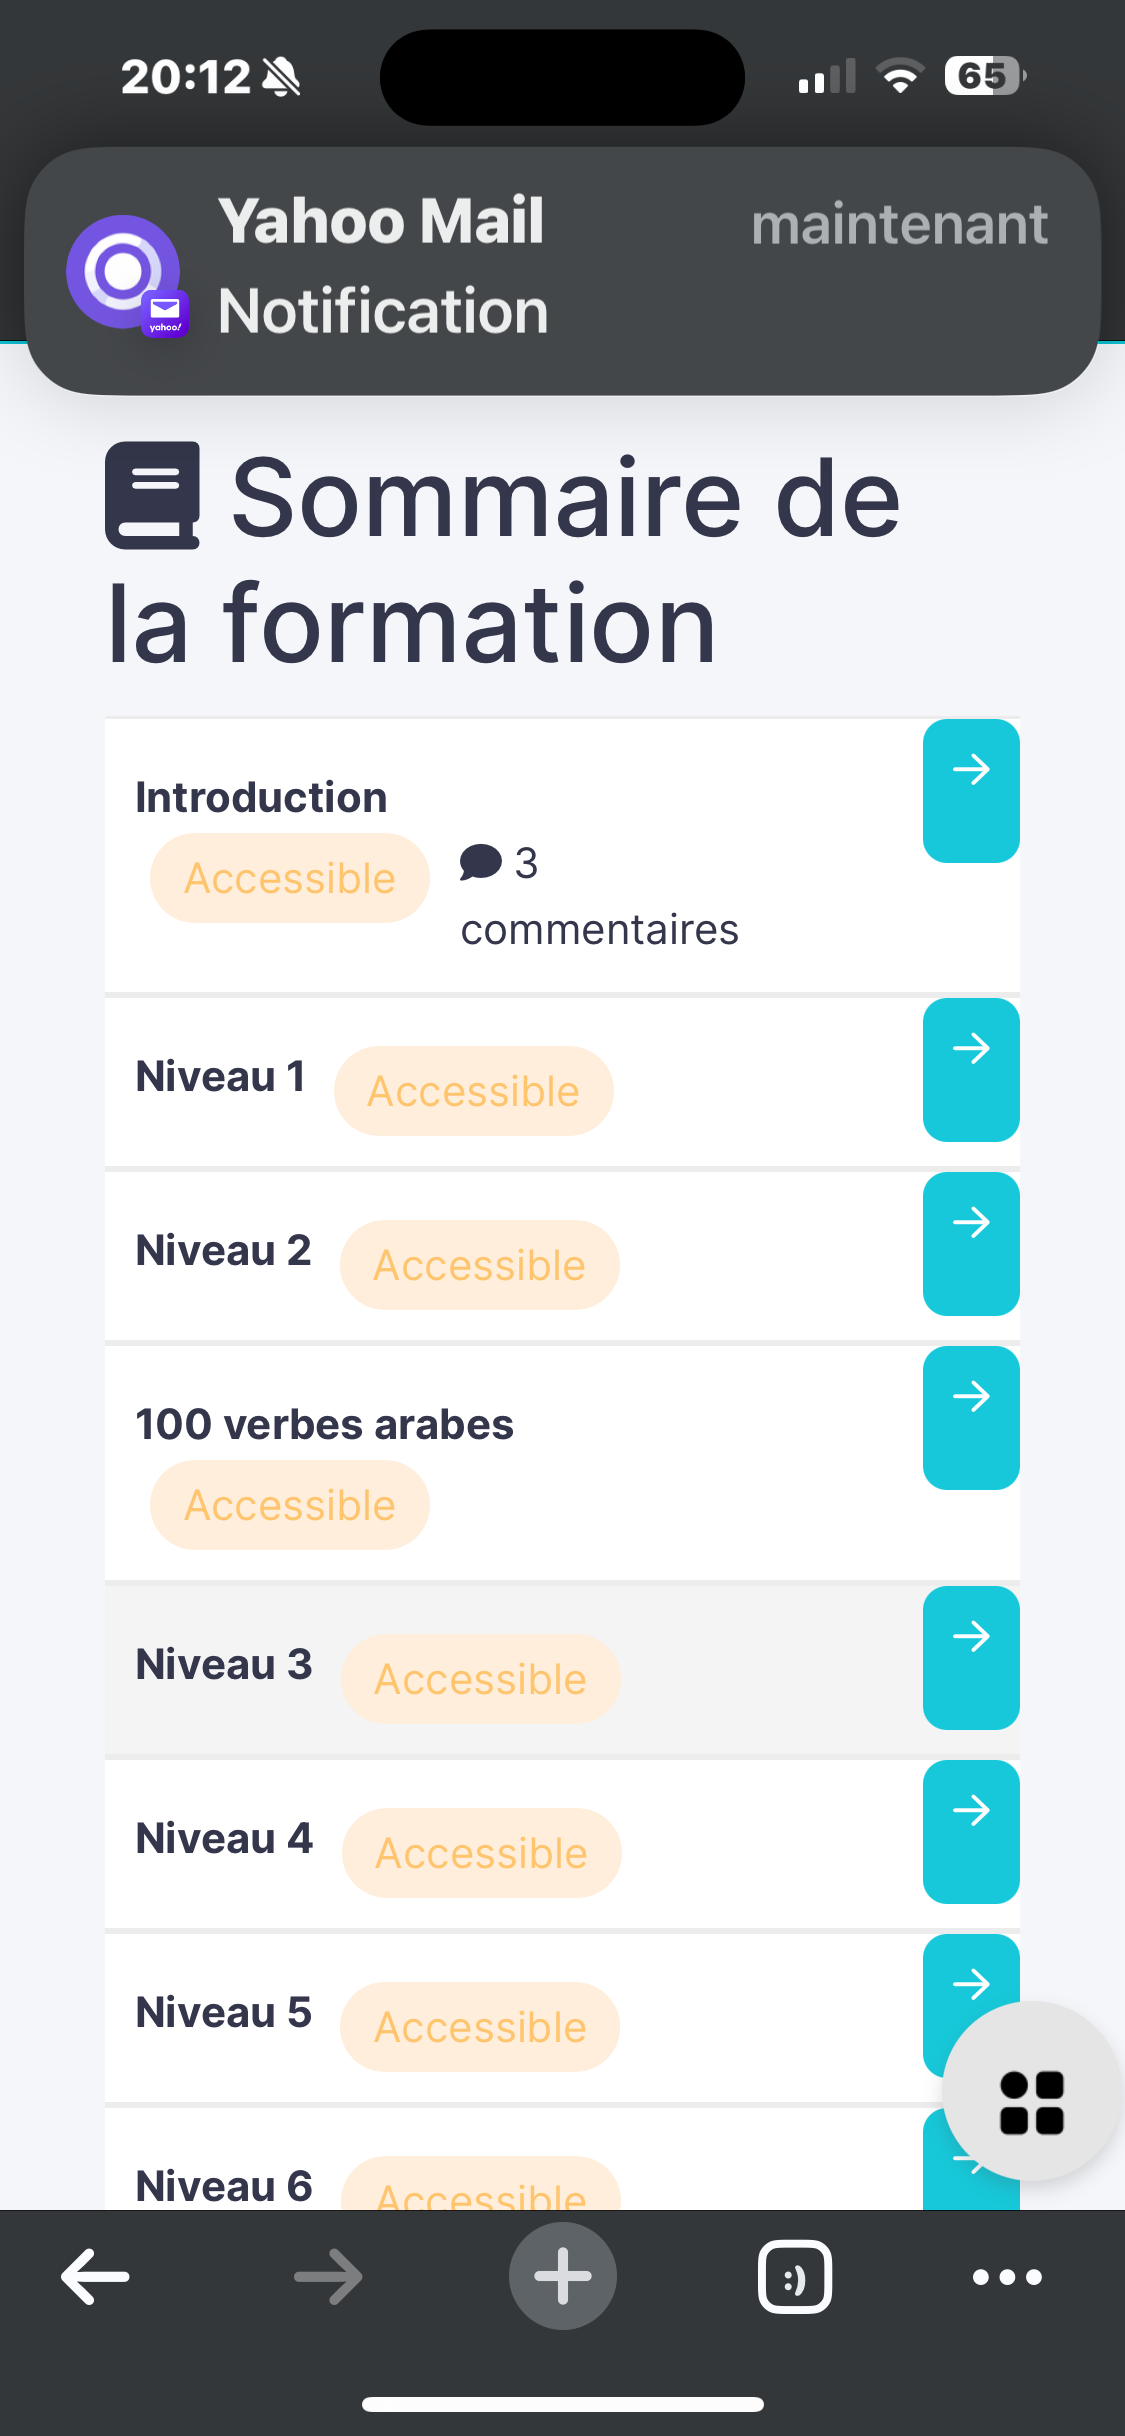 20:12
65
Yahoo Mail
maintenant
Notification
yahoo!
Sommaire de
la formation
Introduction
Accessible
3
commentaires
Niveau 1
Accessible
Niveau 2
Accessible
100 verbes arabes
Accessible
Niveau 3
Accessible
Niveau 4
Accessible
Niveau 5
Accessible
Niveau 6
Accessible
:)